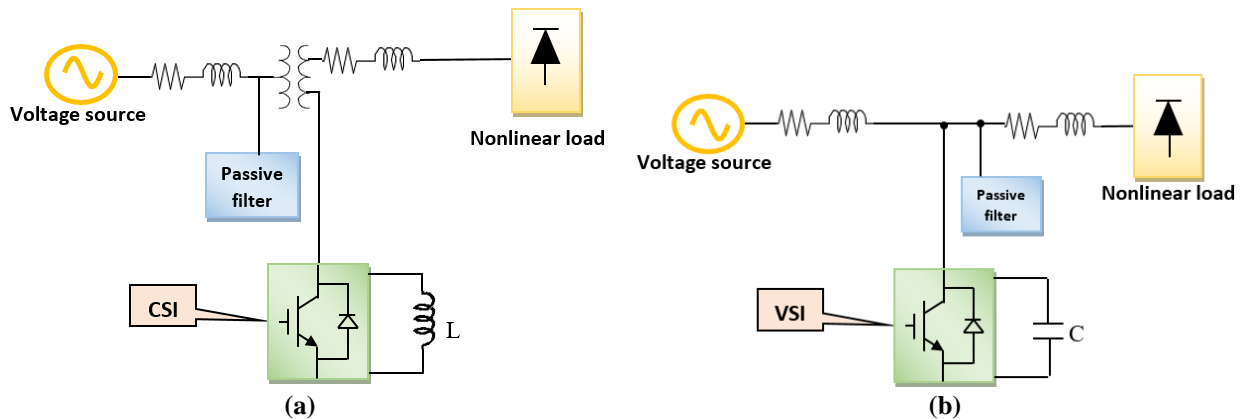 Voltage source
Passive
filter
Nonlinear load
CSI
L
(a)
Voltage source
Passive
filter
Nonlinear load
VSI
C
(b)